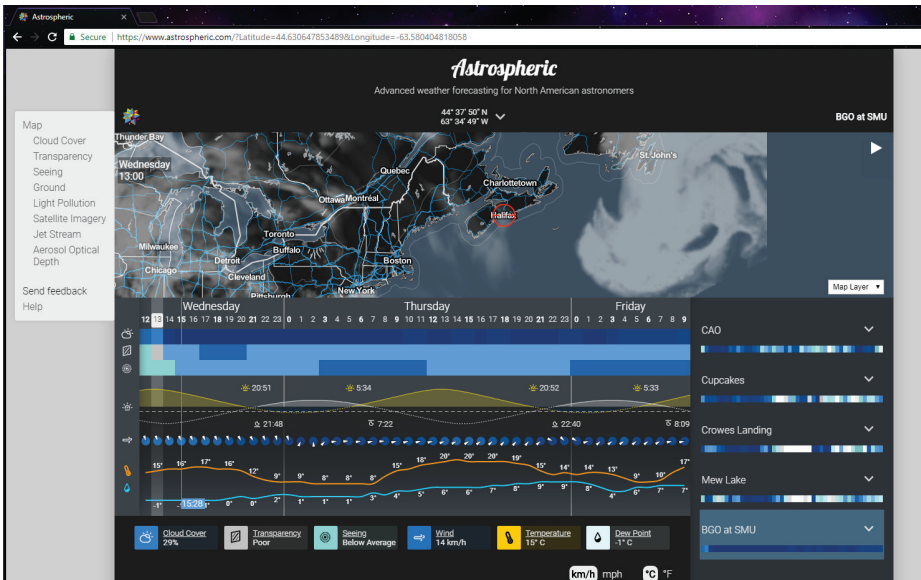 Astrospheric
Secure https://www.astrospheric.com/?Latitude=44.630647853489&Longitude=-63.580404818058
Astrospheric
Advanced weather forecasting for North American astronomers
44° 37' 50" N
63° 34' 49" W
BGO at SMU
Map
Cloud Cover
Transparency
Seeing
Ground
Light Pollution
Satellite Imagery
Jet Stream
Aerosol Optical
Depth
Send feedback
Help
Thunder Bay
Wednesday
13:00
Quebec
St. John's
Charlottetown
Ottawa Montréal
Halifax
Toronto
Milwaukee
Buffalo
Detroit
Boston
Chicago
Cleveland
New York
Pittsburgh
Map Layer
Wednesday Thursday Friday
12 13 14 15 16 17 18 19 20 21 22 23 0 1 2 3 4 5 6 7 8 9 10 11 12 13 14 15 16 17 18 19 20 21 22 23 0 1 2 3 4 5 6 7 8 9
20:51 5:34 20:52 5:33
21:48 7:22 22:40 8:09
15° 16° 17° 16° 12° 9° 9° 8° 8° 8° 15° 18° 20° 20° 20° 19° 15° 14° 14° 13° 9° 10° 17°
-1° 15:28 0° 0° 2° 1° 1° 3° 4° 5° 6° 6° 7° 8° 9° 9° 8° 4° 6° 7° 7°
CAO
Cupcakes
Crowes Landing
Mew Lake
BGO at SMU
Cloud Cover
29%
Transparency
Poor
Seeing
Below Average
Wind
14 km/h
Temperature
15° C
Dew Point
-1° C
km/h mph °C °F